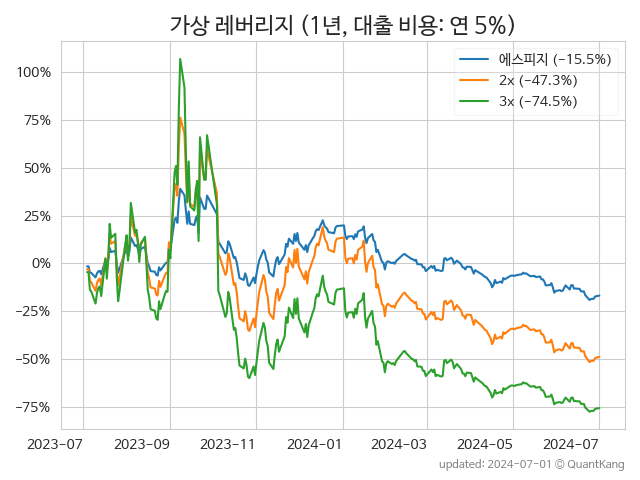 가상 레버리지 (1년, 대출 비용: 연 5%)
에스피지 (−15.5%)
2x (−47.3%)
3x (−74.5%)
100%
75%
50%
25%
0%
−25%
−50%
−75%
2023-07 2023-09 2023-11 2024-01 2024-03 2024-05 2024-07
updated: 2024-07-01 © QuantKang